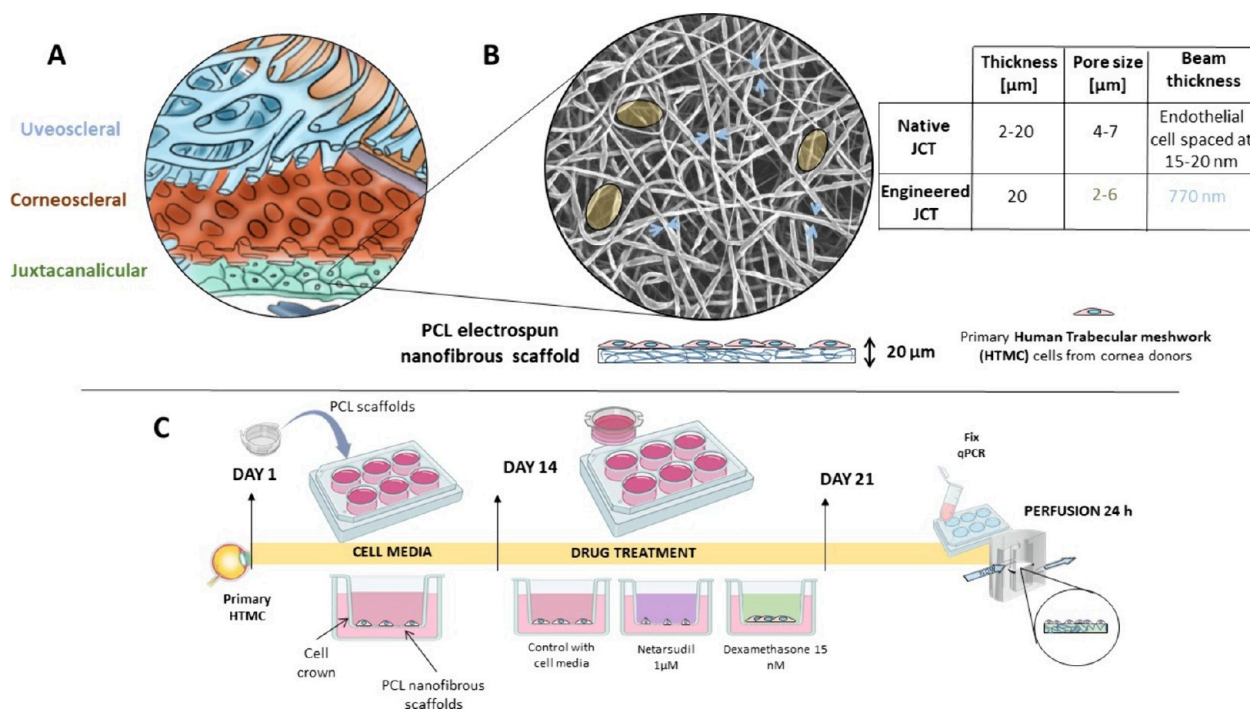 A
Uveoscleral
Corneoscleral
Juxtacanalicular
B
Thickness [µm] Pore size [µm] Beam thickness
Native JCT 2-20 4-7 Endothelial cell spaced at 15-20 nm
Engineered JCT 20 2-6 770 nm
PCL electrospun
nanofibrous scaffold
20 µm
Primary Human Trabecular meshwork
(HTMC) cells from cornea donors
C
PCL scaffolds
DAY 1
DAY 14
DAY 21
Fix
qPCR
PERFUSION 24 h
CELL MEDIA
DRUG TREATMENT
Primary
HTMC
Cell
crown
PCL nanofibrous
scaffolds
Control with
cell media
Netarsudil
1µM
Dexamethasone 15
nM